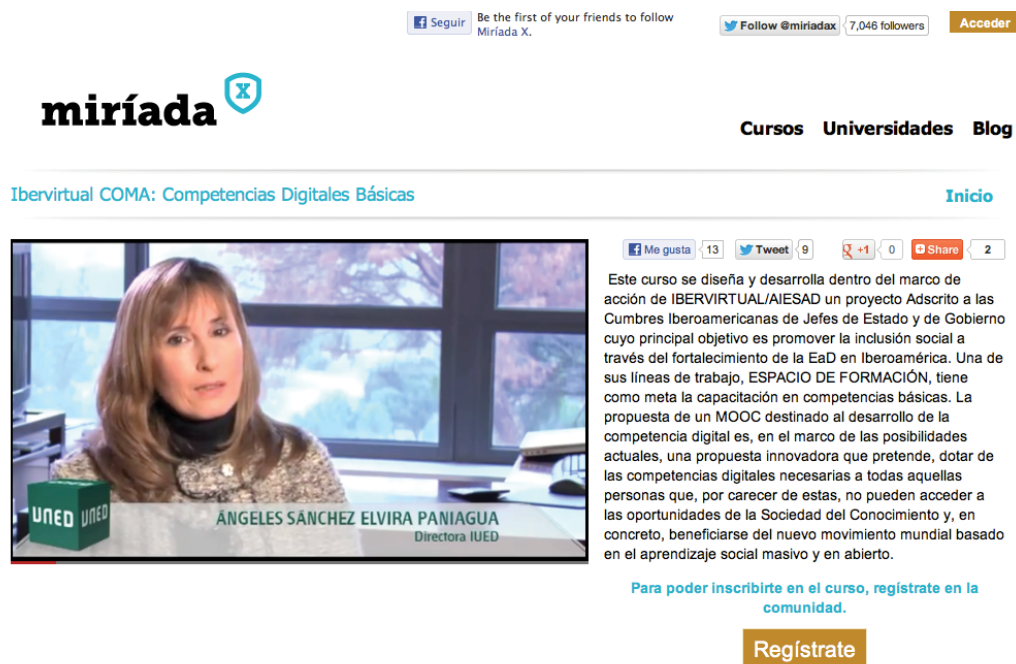 Seguir
Be the first of your friends to follow
Miríada X.
Follow @miriadax
7,046 followers
Acceder
miríada
X
Cursos Universidades Blog
Ibervirtual COMA: Competencias Digitales Básicas
Inicio
Me gusta 13 Tweet 9 +1 0 Share 2
Este curso se diseña y desarrolla dentro del marco de
acción de IBERVIRTUAL/AIESAD un proyecto Adscrito a las
Cumbres Iberoamericanas de Jefes de Estado y de Gobierno
cuyo principal objetivo es promover la inclusión social a
través del fortalecimiento de la EaD en Iberoamérica. Una de
sus líneas de trabajo, ESPACIO DE FORMACIÓN, tiene
como meta la capacitación en competencias básicas. La
propuesta de un MOOC destinado al desarrollo de la
competencia digital es, en el marco de las posibilidades
actuales, una propuesta innovadora que pretende, dotar de
las competencias digitales necesarias a todas aquellas
personas que, por carecer de estas, no pueden acceder a
las oportunidades de la Sociedad del Conocimiento y, en
concreto, beneficiarse del nuevo movimiento mundial basado
en el aprendizaje social masivo y en abierto.
UNED UNED
ÁNGELES SÁNCHEZ ELVIRA PANIAGUA
Directora IUED
Para poder inscribirte en el curso, regístrate en la
comunidad.
Regístrate